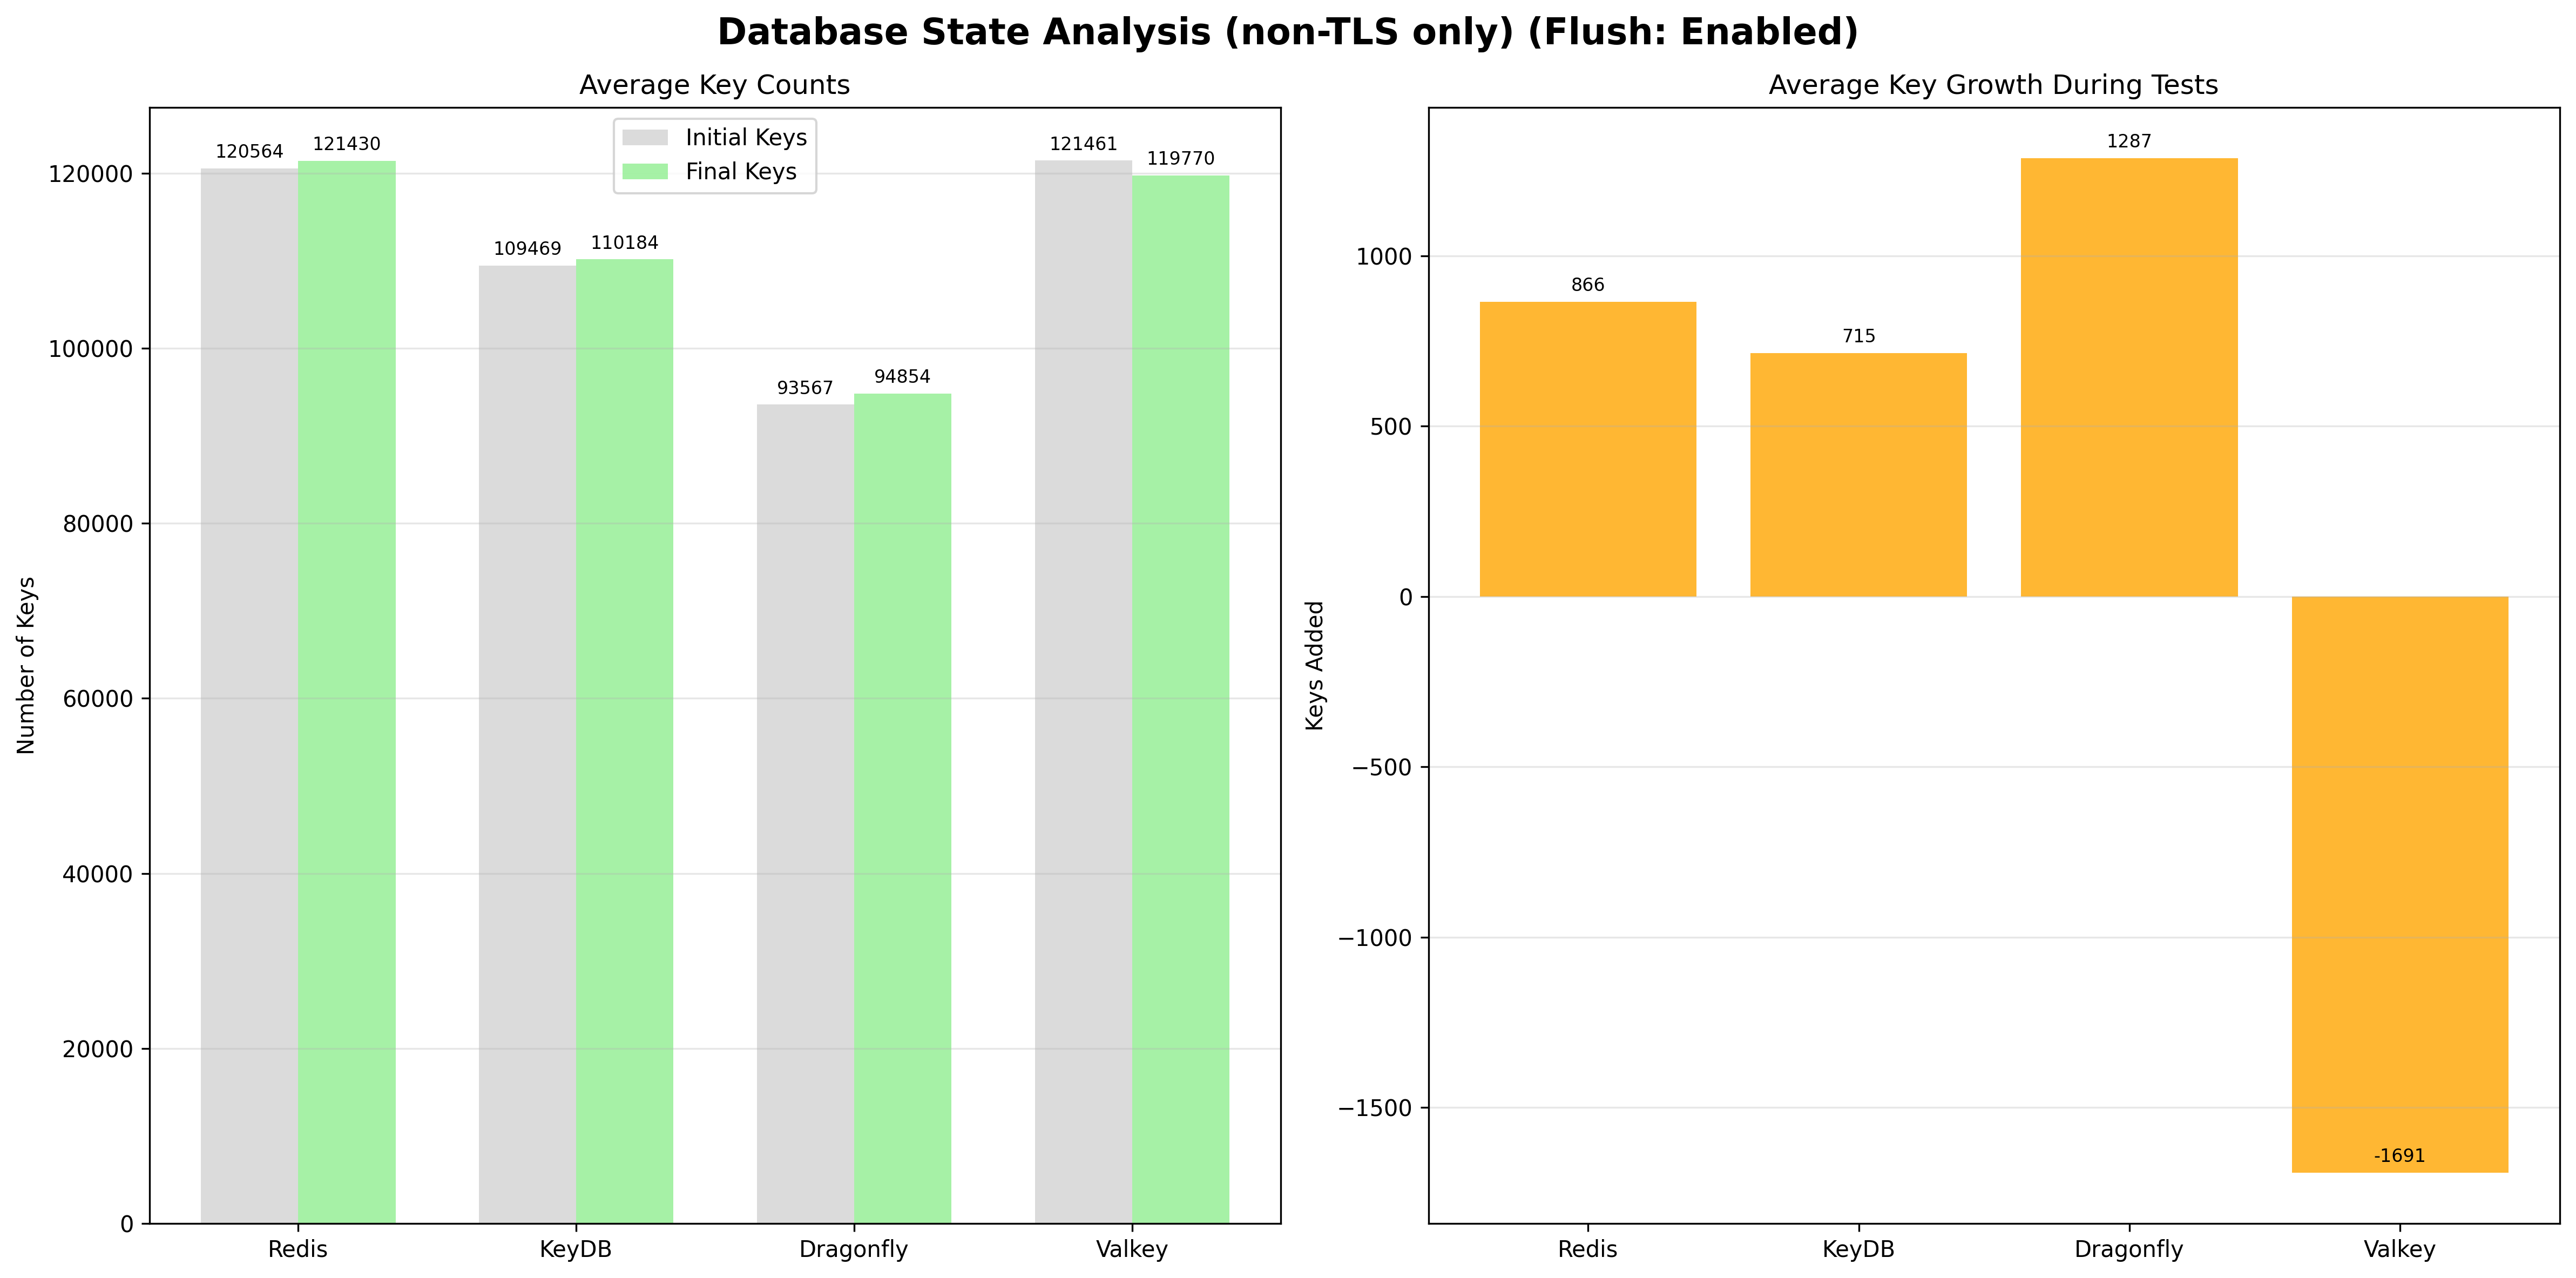 Database State Analysis (non-TLS only) (Flush: Enabled)
Average Key Counts
Initial Keys
Final Keys
Number of Keys
120000
100000
80000
60000
40000
20000
0
120564
121430
109469
110184
93567
94854
121461
119770
Redis
KeyDB
Dragonfly
Valkey
Average Key Growth During Tests
Keys Added
1000
500
0
−500
−1000
−1500
866
715
1287
-1691
Redis
KeyDB
Dragonfly
Valkey